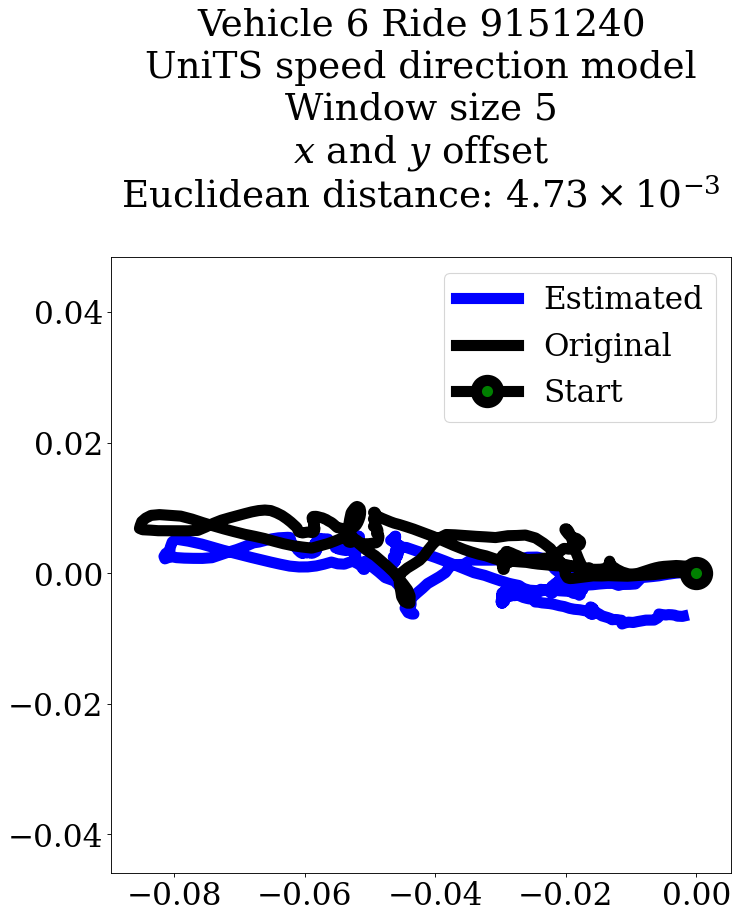 Vehicle 6 Ride 9151240
UniTS speed direction model
Window size 5
x and y offset
Euclidean distance: 4.73 × 10⁻³
Estimated
Original
Start
0.04
0.02
0.00
−0.02
−0.04
−0.08 −0.06 −0.04 −0.02 0.00